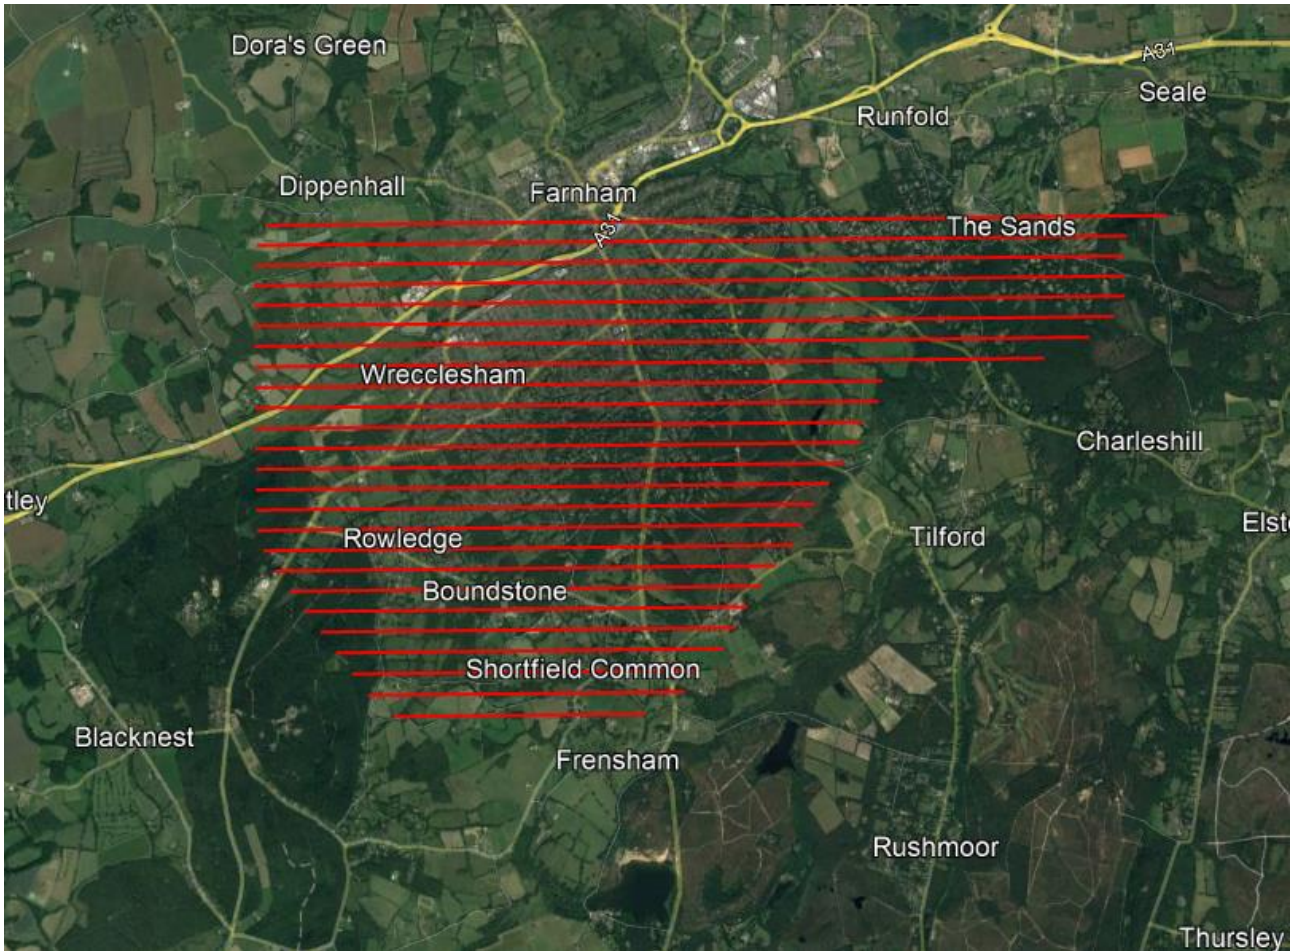 Dora's Green
A31
Seale
Runfold
Dippenhall
Farnham
A31
The Sands
Wrecclesham
Charleshill
tley
Elste
Rowledge
Tilford
Boundstone
Shortfield Common
Blacknest
Frensham
Rushmoor
Thursley